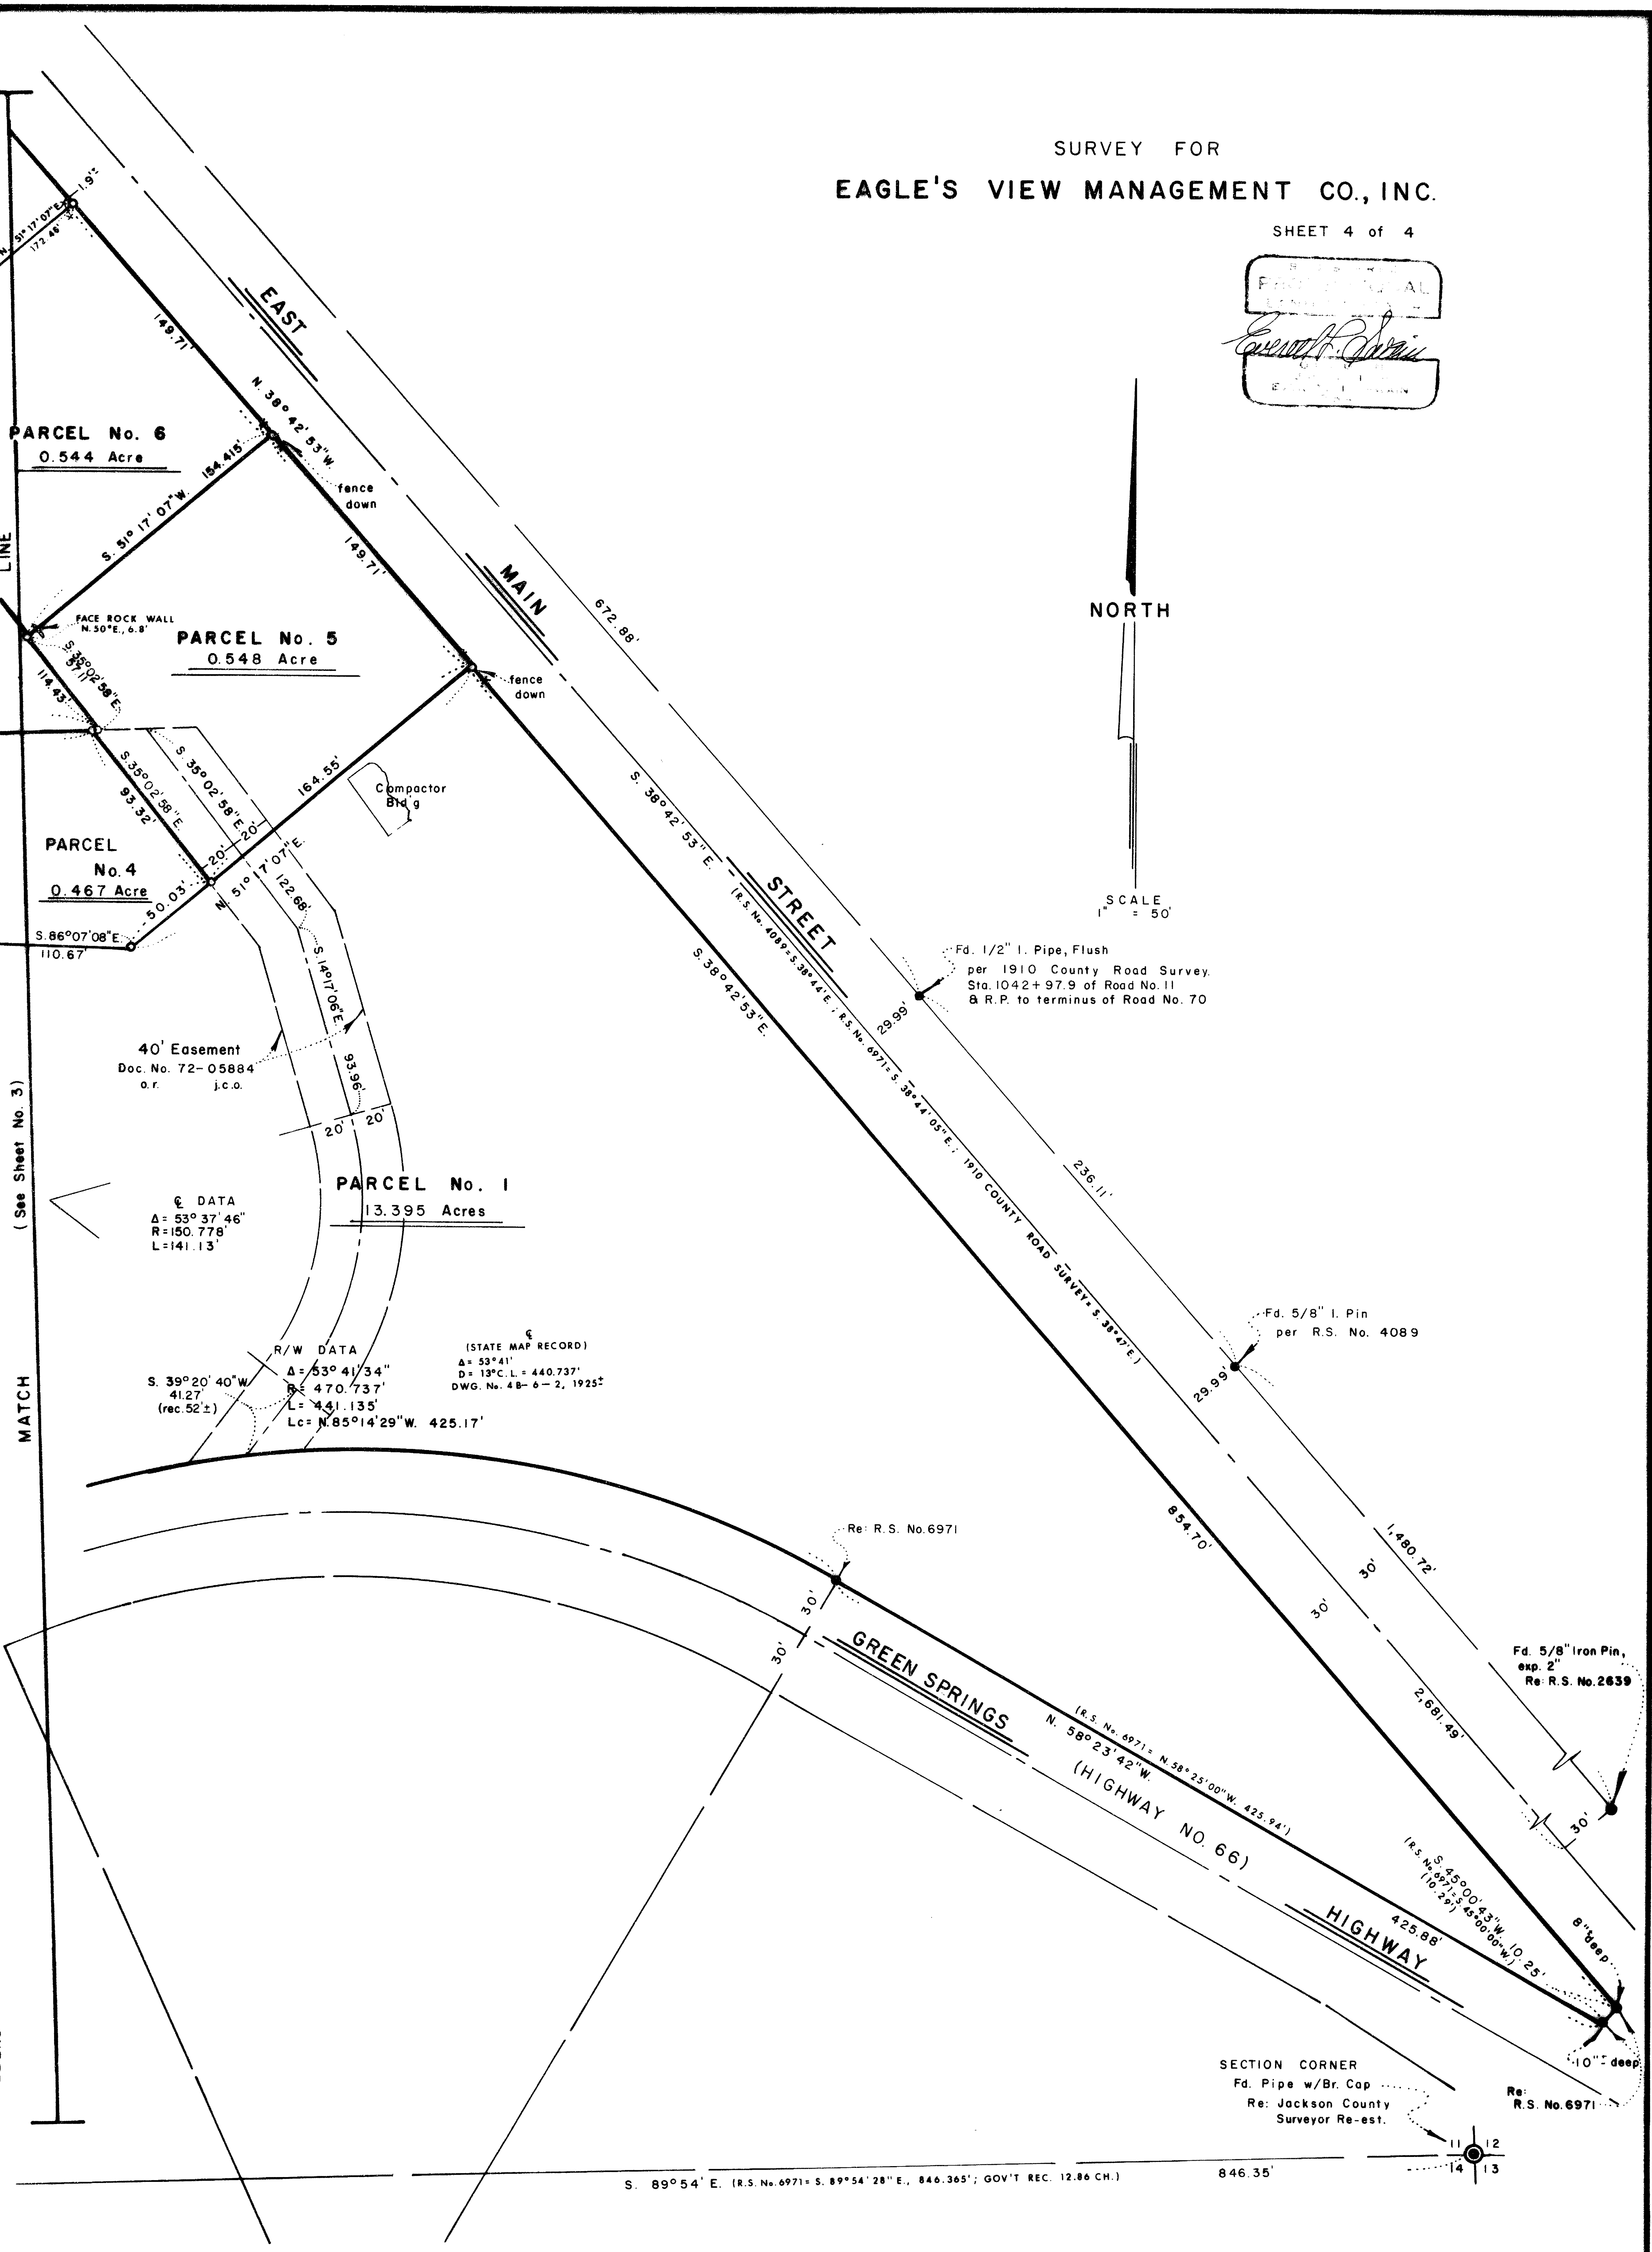 SURVEY FOR
EAGLE'S VIEW MANAGEMENT CO., INC.
SHEET 4 of 4
NORTH
SCALE
1" = 50'
1.9'±
N. 51°17'07"E.
172.48'
149.71'
EAST
N. 38°42'53"W.
PARCEL No. 6
0.544 Acre
154.415'
S. 51°17'07"W.
fence
down
149.71'
MAIN
672.88'
LINE
FACE ROCK WALL
N.50°E., 6.8'
PARCEL No. 5
0.548 Acre
fence
down
S. 35°02'58"E.
57.11'
114.43'
S. 35°02'58"E.
93.32'
S. 35°02'58"E.
164.55'
Compactor
Bld'g
20'
20'
N. 51°17'07"E.
122.68'
PARCEL
No. 4
0.467 Acre
50.03'
S.86°07'08"E.
110.67'
S. 38°42'53"E.
STREET
(R.S. No. 4089= S.38°44'E.; R.S. No. 6971= S. 38°44'05"E.; 1910 COUNTY ROAD SURVEY= S. 38°47'E.)
S. 38°42'53"E.
Fd. 1/2" I. Pipe, Flush
per 1910 County Road Survey.
Sta. 1042+97.9 of Road No. 11
& R.P. to terminus of Road No. 70
29.99'
S. 14°17'06"E.
93.96'
40' Easement
Doc. No. 72-05884
o.r. j.c.o.
20'
20'
(See Sheet No. 3)
PARCEL No. 1
13.395 Acres
℄ DATA
Δ= 53°37'46"
R=150.778'
L=141.13'
236.11'
Fd. 5/8" I. Pin
per R.S. No. 4089
29.99'
MATCH
R/W DATA
Δ= 53°41'34"
R= 470.737'
L= 441.135'
Lc= N.85°14'29"W. 425.17'
℄
(STATE MAP RECORD)
Δ= 53°41'
D= 13°C.L.= 440.737'
DWG. No. 4B-6-2, 1925±
S. 39°20'40"W.
41.27'
(rec.52'±)
854.70'
1,480.72'
Re: R.S. No.6971
30'
30'
30'
30'
GREEN SPRINGS
(R.S. No. 6971= N.58°25'00"W. 425.94')
N. 58°23'42"W.
(HIGHWAY NO. 66)
HIGHWAY
425.88'
2,681.49'
Fd. 5/8" Iron Pin,
exp. 2"
Re: R.S. No.2639
30'
S. 45°00'43"W. 10.25'
(R.S. No.6971= S.45°00'00"W.)
(10.29')
8"± deep
10"± deep
Re:
R.S. No.6971
SECTION CORNER
Fd. Pipe w/Br. Cap
Re: Jackson County
Surveyor Re-est.
11 12
14 13
S. 89°54' E. (R.S. No.6971= S. 89°54'28"E., 846.365'; GOV'T REC. 12.86 CH.) 846.35'